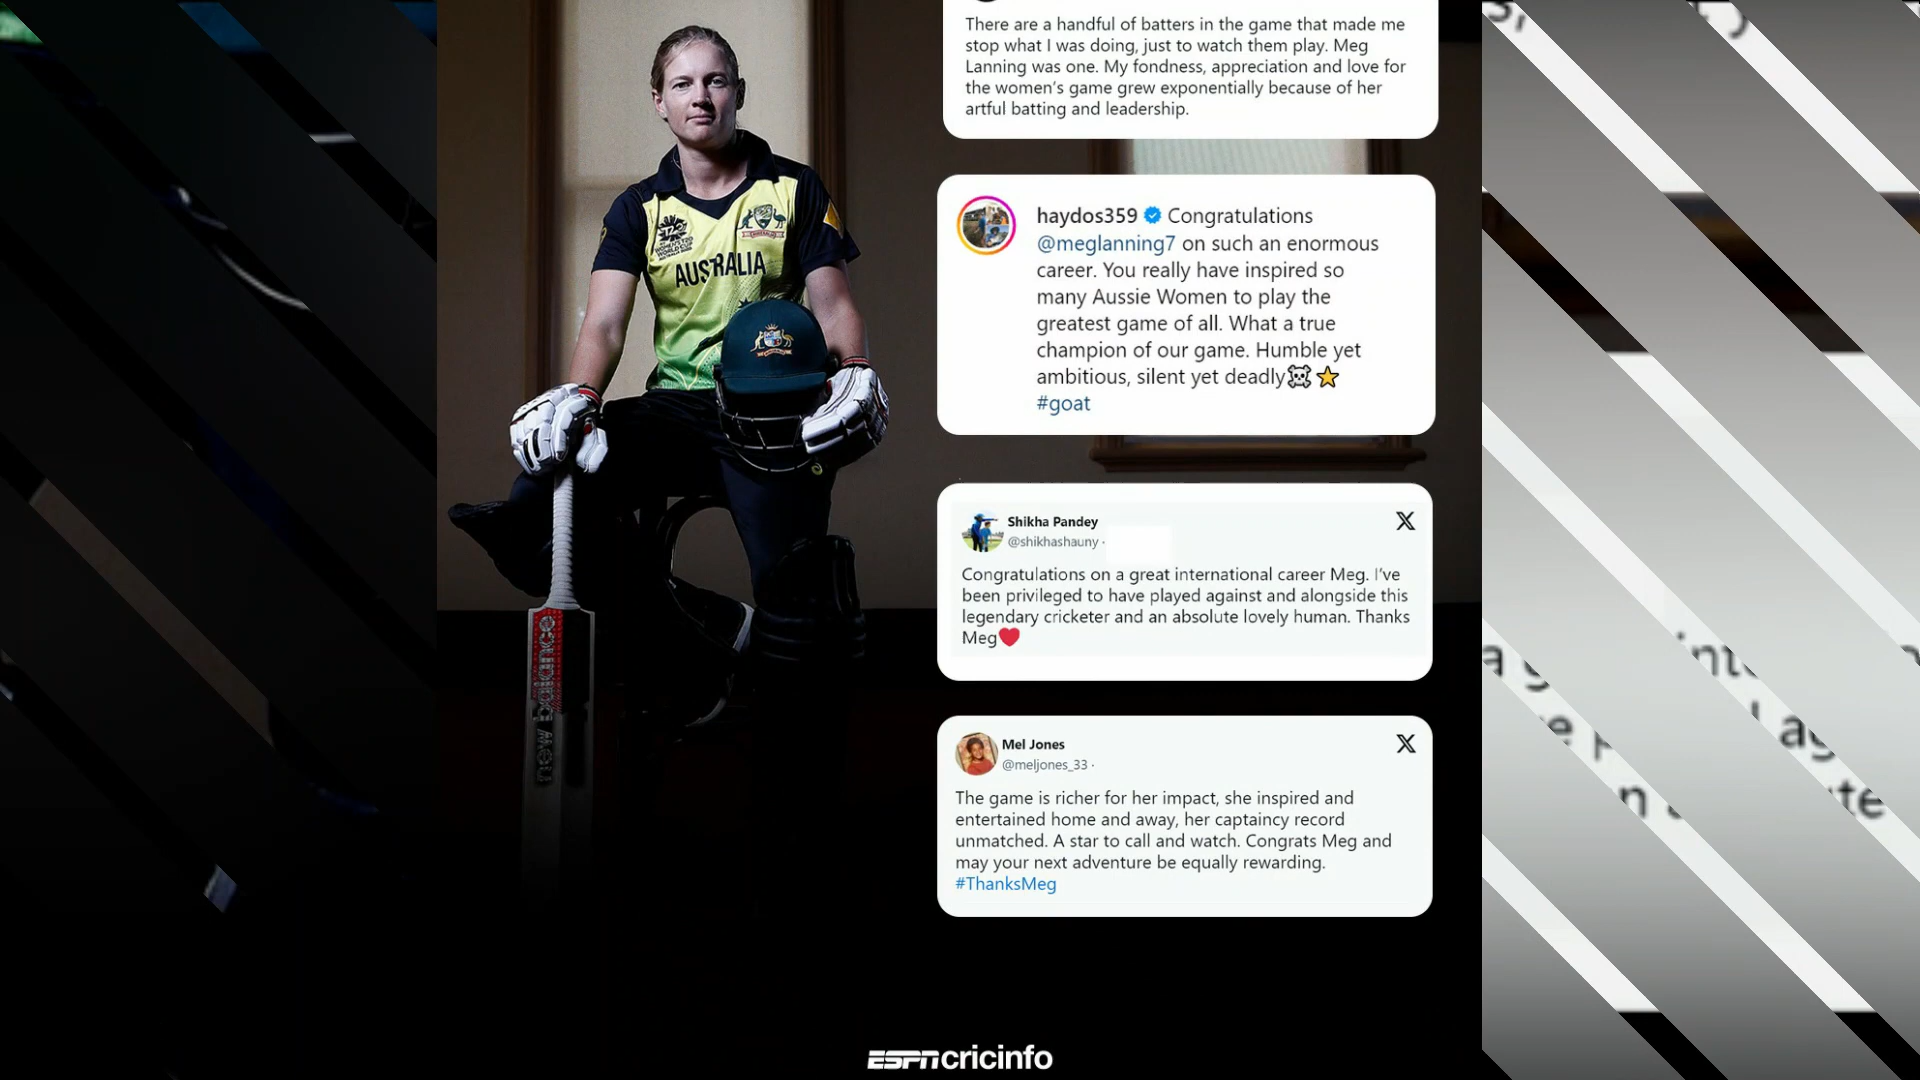 There are a handful of batters in the game that made me
stop what I was doing, just to watch them play. Meg
Lanning was one. My fondness, appreciation and love for
the women's game grew exponentially because of her
artful batting and leadership.
AUSTRALIA
haydos359 Congratulations
@meglanning7 on such an enormous
career. You really have inspired so
many Aussie Women to play the
greatest game of all. What a true
champion of our game. Humble yet
ambitious, silent yet deadly☠️⭐
#goat
Shikha Pandey
@shikhashauny ·
Congratulations on a great international career Meg. I've
been privileged to have played against and alongside this
legendary cricketer and an absolute lovely human. Thanks
Meg❤️
Mel Jones
@meljones_33 ·
The game is richer for her impact, she inspired and
entertained home and away, her captaincy record
unmatched. A star to call and watch. Congrats Meg and
may your next adventure be equally rewarding.
#ThanksMeg
ESPNcricinfo